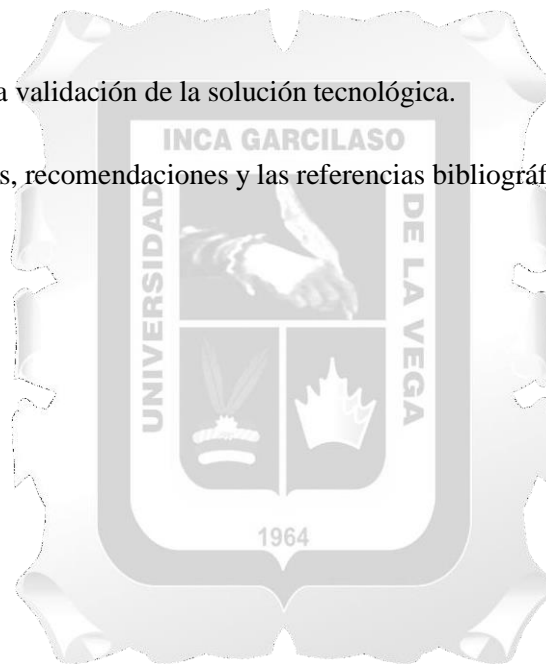 a validación de la solución tecnológica.
INCA GARCILASO
s, recomendaciones y las referencias bibliográf
UNIVERSIDAD
DE LA VEGA
1964